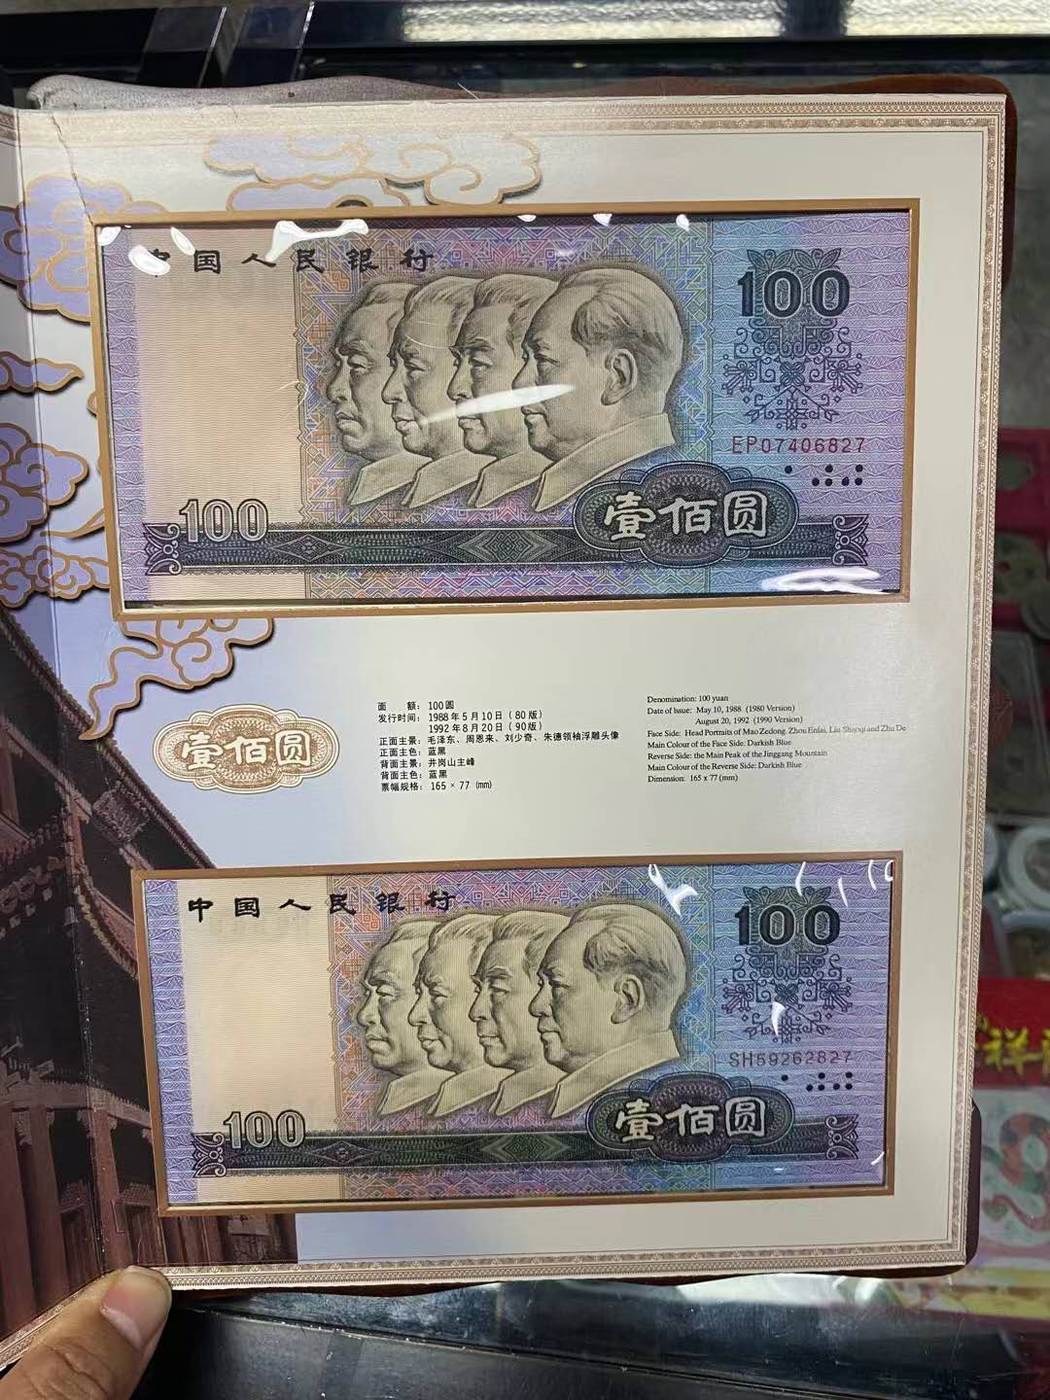 中国人民银行
100
EP07406827
100
壹佰圆
壹佰圆
面 额：100圆
发行时间：1988年5月10日（80版）
1992年8月20日（90版）
正面主景：毛泽东、周恩来、刘少奇、朱德领袖浮雕头像
正面主色：蓝黑
背面主景：井岗山主峰
背面主色：蓝黑
票幅规格：165×77 (mm)
Denomination: 100 yuan
Date of Issue: May 10, 1988 (1980 Version)
August 20, 1992 (1990 Version)
Face Side: Head Portraits of Mao Zedong, Zhou Enlai, Liu Shaoqi and Zhu De
Main Colour of the Face Side: Darkish Blue
Reverse Side: the Main Peak of the Jinggang Mountain
Main Colour of the Reverse Side: Darkish Blue
Dimension: 165 x 77 (mm)
中国人民银行
100
SH59262827
100
壹佰圆
祥